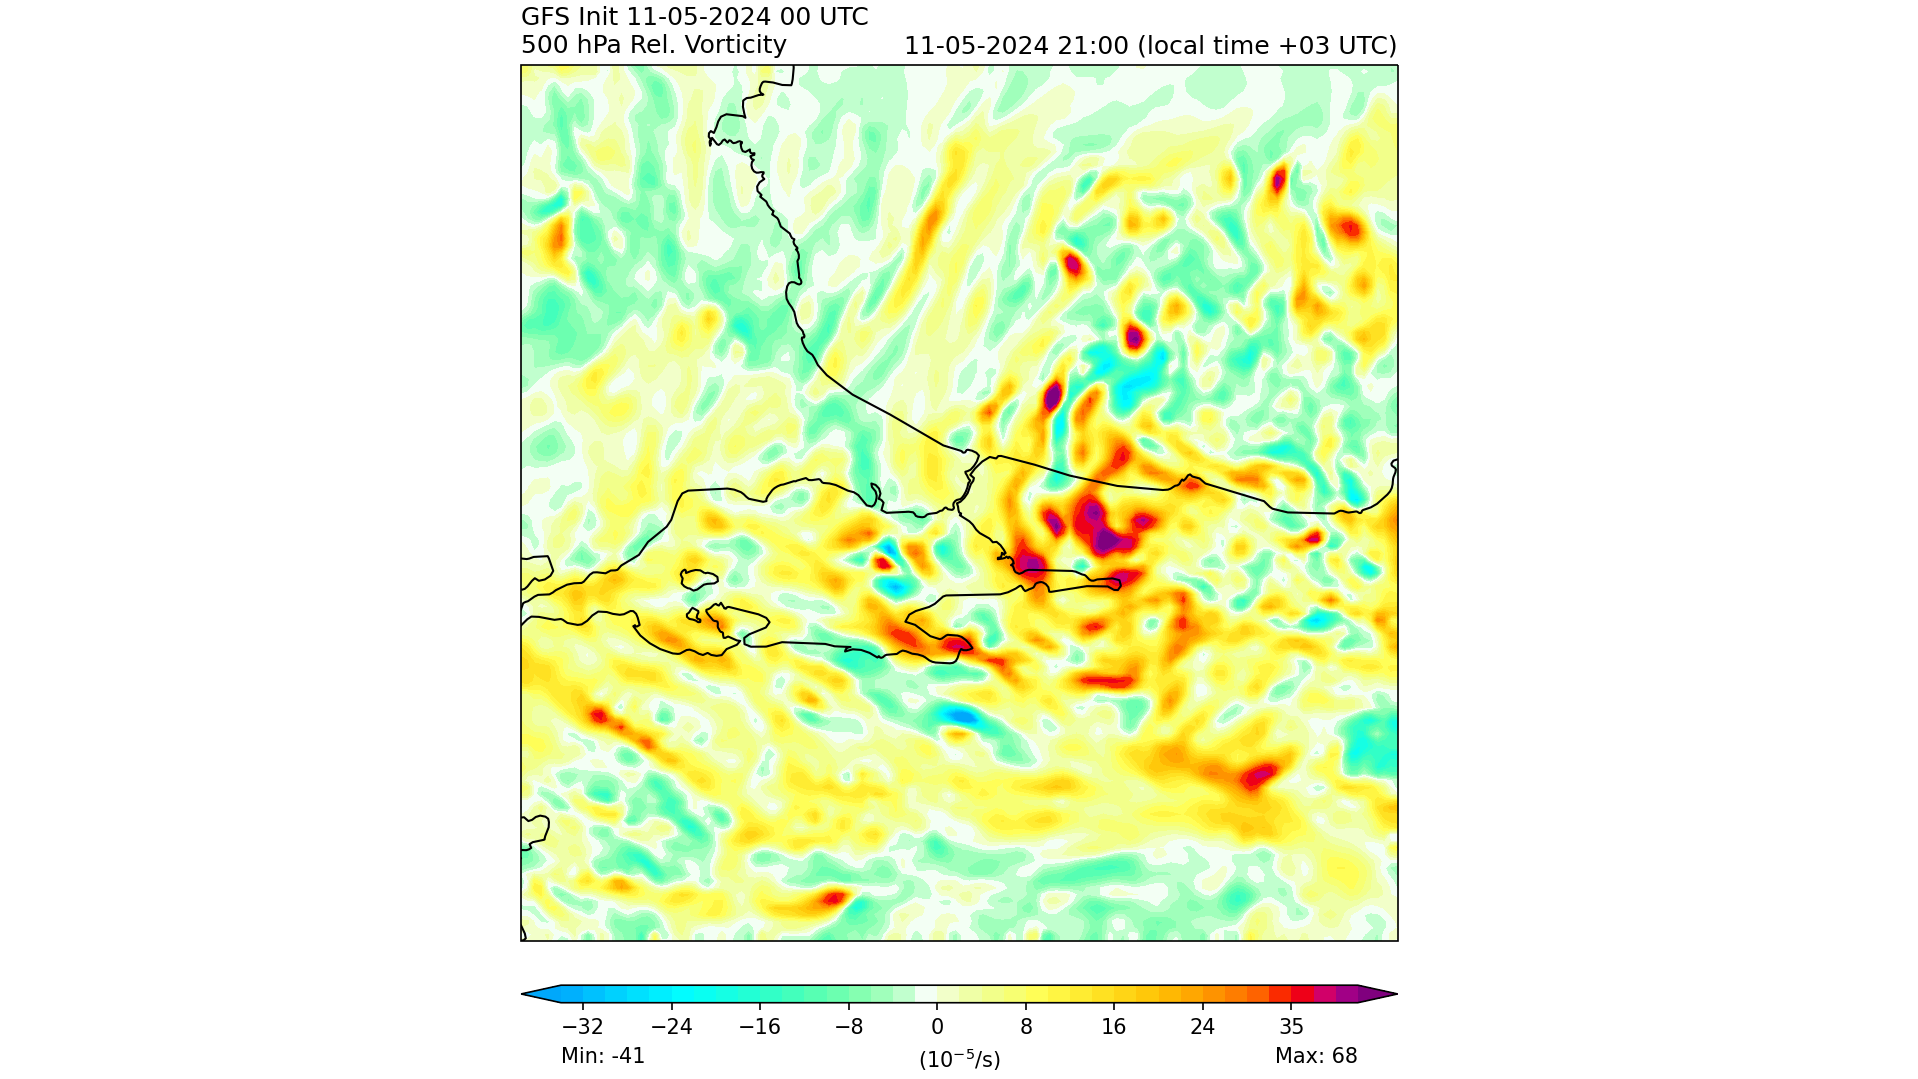 GFS Init 11-05-2024 00 UTC
500 hPa Rel. Vorticity
11-05-2024 21:00 (local time +03 UTC)
−32 −24 −16 −8 0 8 16 24 35
Min: -41
(10⁻⁵/s)
Max: 68